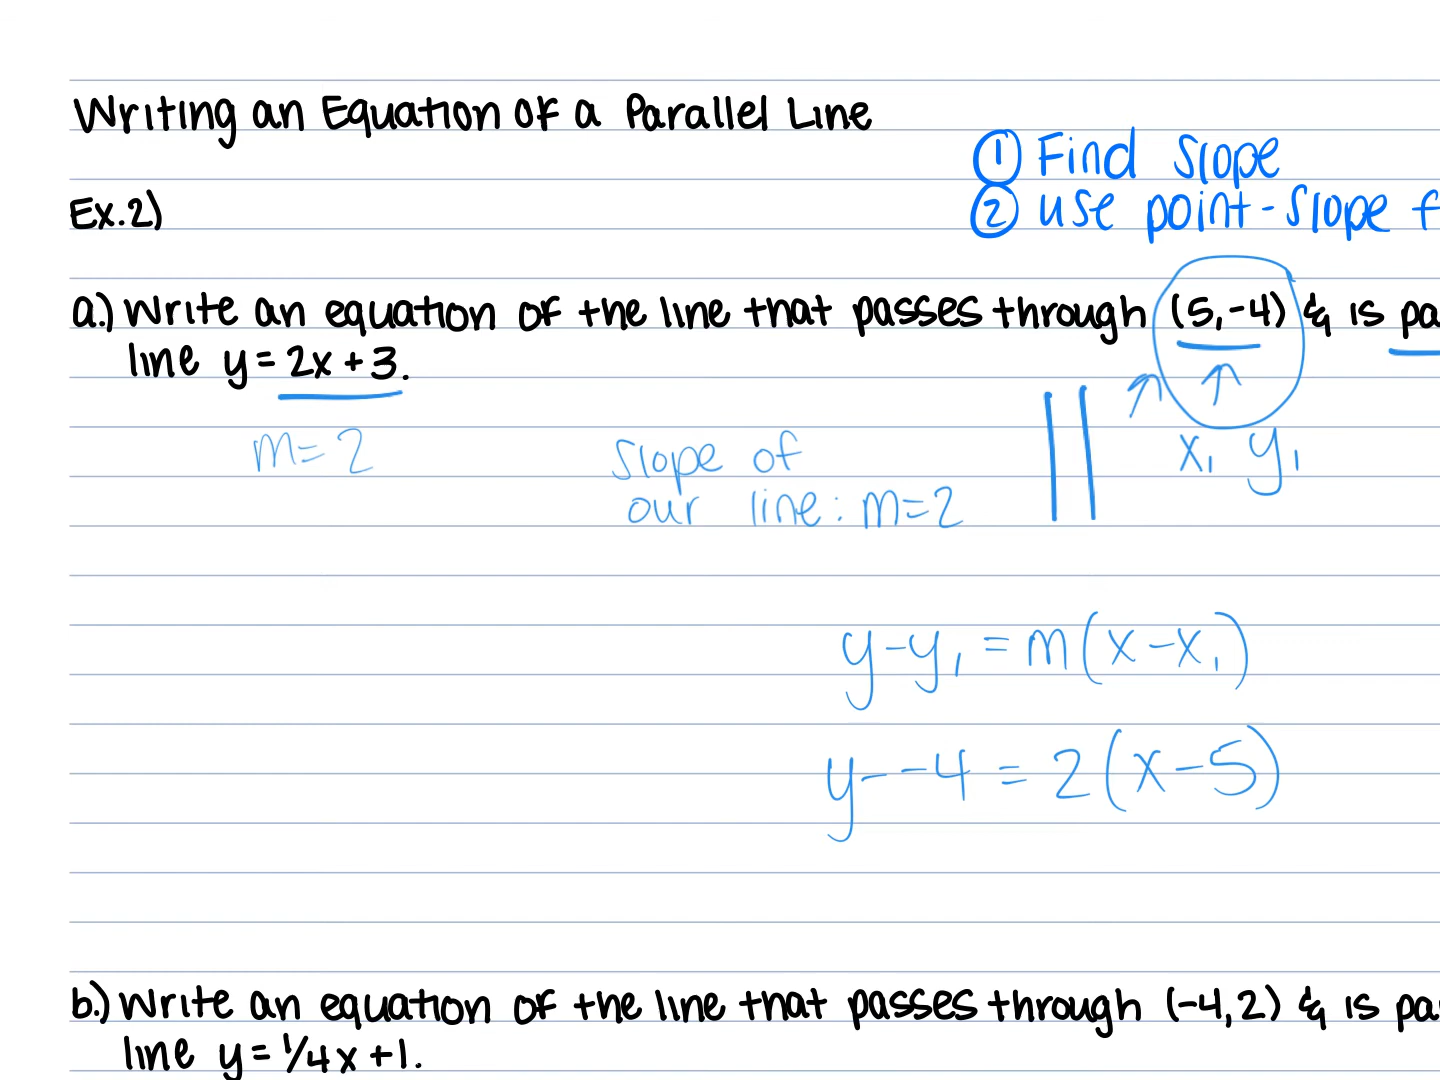 Writing an Equation of a Parallel Line
① Find slope
② use point-slope f
Ex.2)
a.) Write an equation of the line that passes through (5,-4) & is pa
line y = 2x + 3.
m=2
slope of
our line: m=2
x₁ y₁
y-y₁ = m(x-x₁)
y--4 = 2(x-5)
b.) Write an equation of the line that passes through (-4,2) & is pa
line y = 1/4x +1.